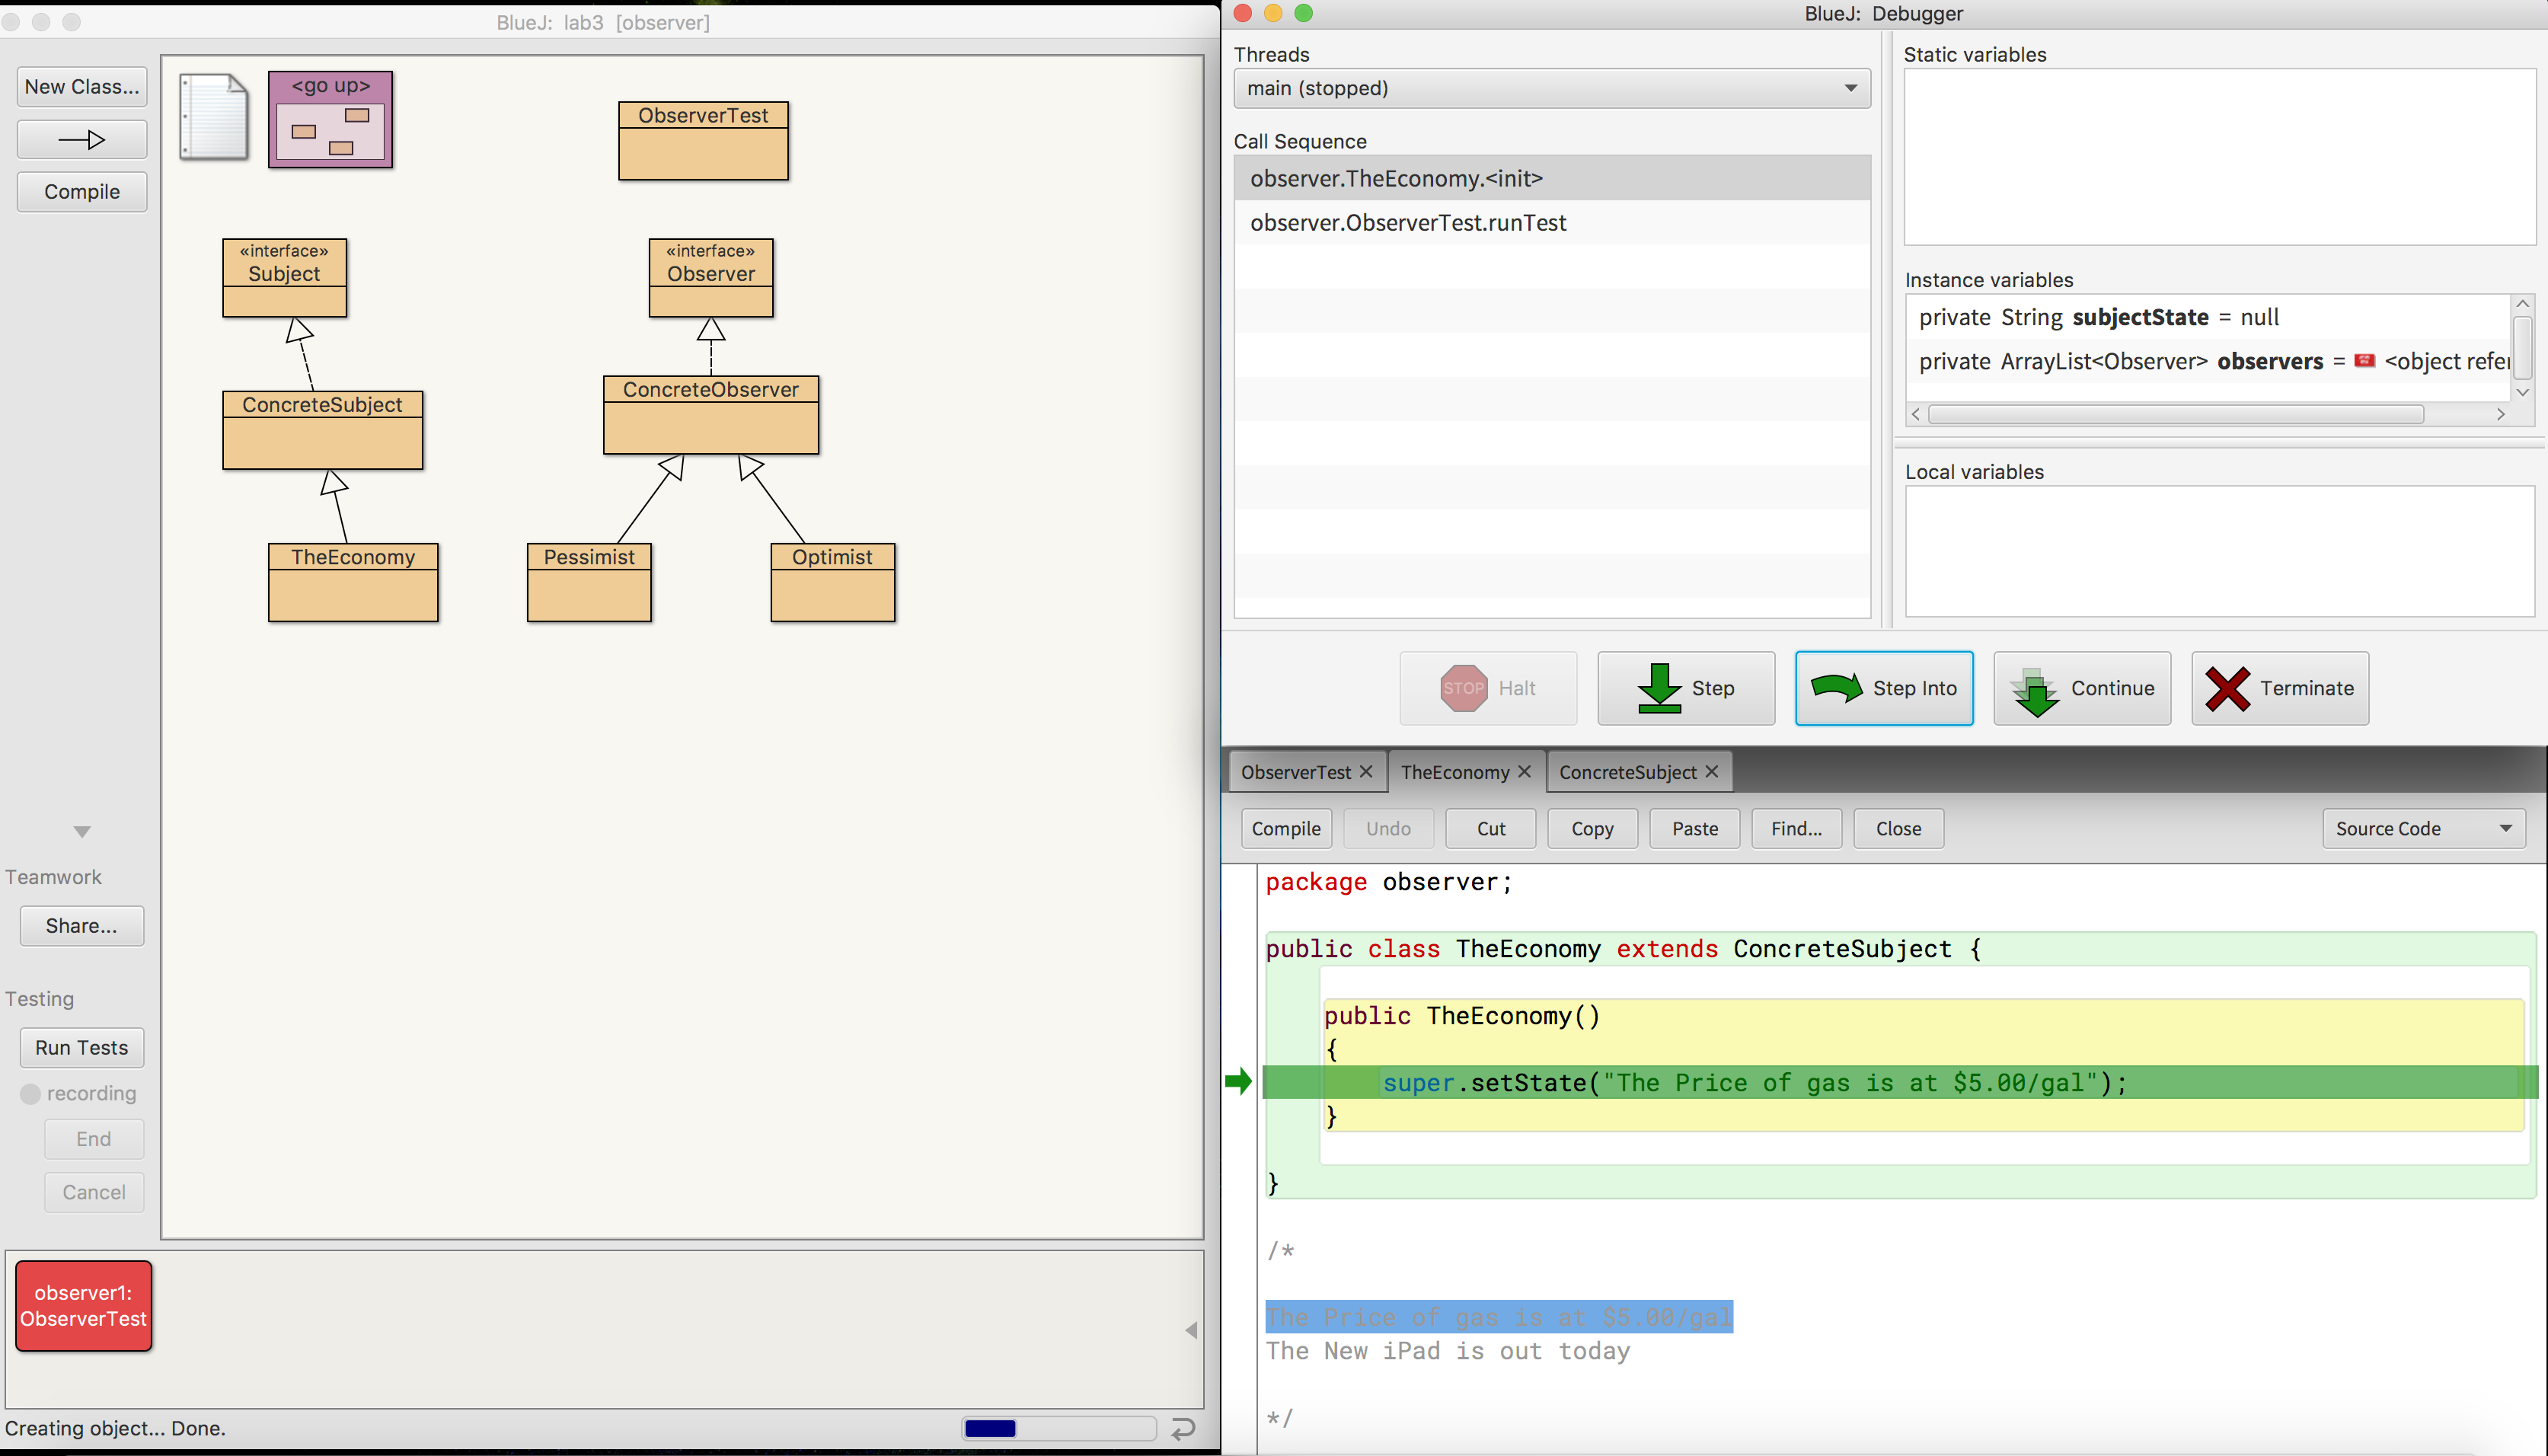 BlueJ: lab3 [observer]
New Class...
Compile
<go up>
ObserverTest
«interface»
Subject
«interface»
Observer
ConcreteSubject
ConcreteObserver
TheEconomy
Pessimist
Optimist
Teamwork
Share...
Testing
Run Tests
recording
End
Cancel
observer1:
ObserverTest
Creating object... Done.
BlueJ: Debugger
Threads
main (stopped)
Call Sequence
observer.TheEconomy.<init>
observer.ObserverTest.runTest
Static variables
Instance variables
private String subjectState = null
private ArrayList<Observer> observers = <object refer
Local variables
STOP Halt
Step
Step Into
Continue
Terminate
ObserverTest
TheEconomy
ConcreteSubject
Compile
Undo
Cut
Copy
Paste
Find...
Close
Source Code
package observer;
public class TheEconomy extends ConcreteSubject {
public TheEconomy()
{
super.setState("The Price of gas is at $5.00/gal");
}
}
/*
The Price of gas is at $5.00/gal
The New iPad is out today
*/